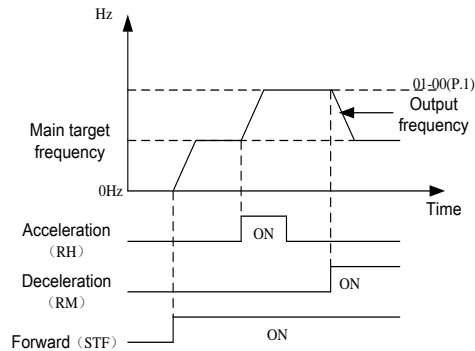 Hz
01-00(P.1)
Output
frequency
Main target
frequency
0Hz
Time
Acceleration
（RH）
ON
Deceleration
（RM）
ON
Forward（STF）
ON